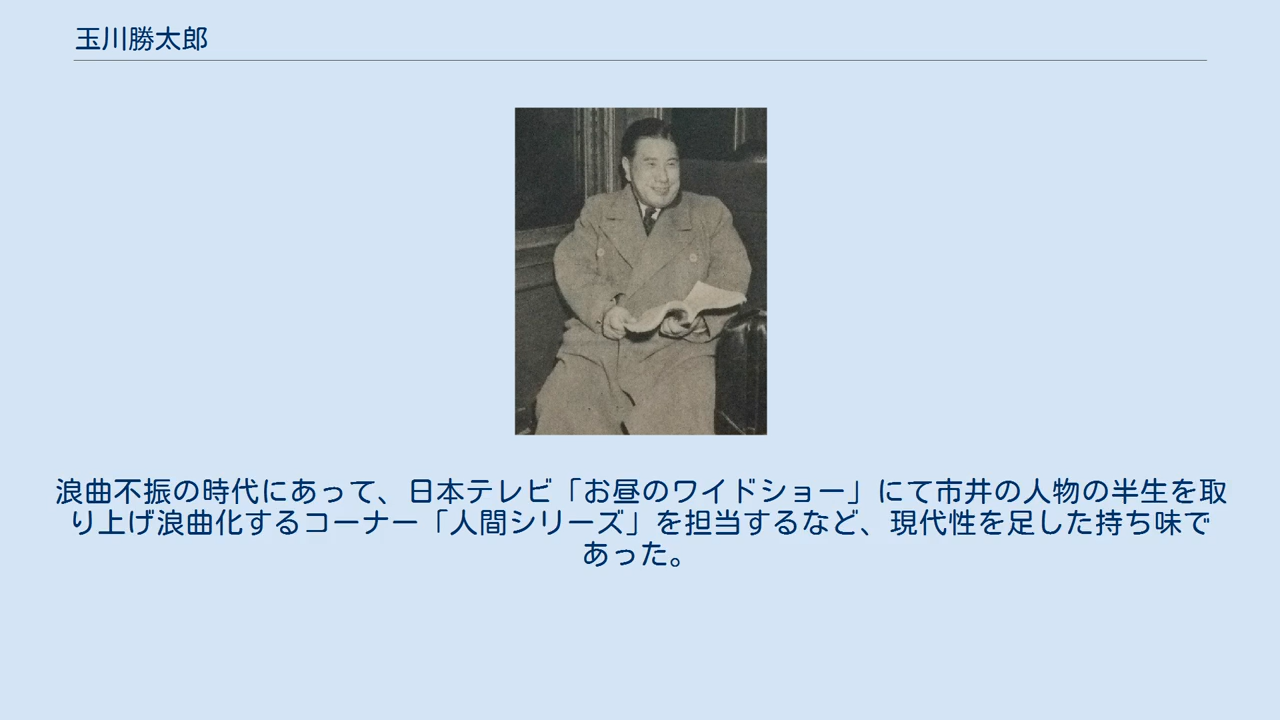 玉川勝太郎
浪曲不振の時代にあって、日本テレビ「お昼のワイドショー」にて市井の人物の半生を取
り上げ浪曲化するコーナー「人間シリーズ」を担当するなど、現代性を足した持ち味で
あった。